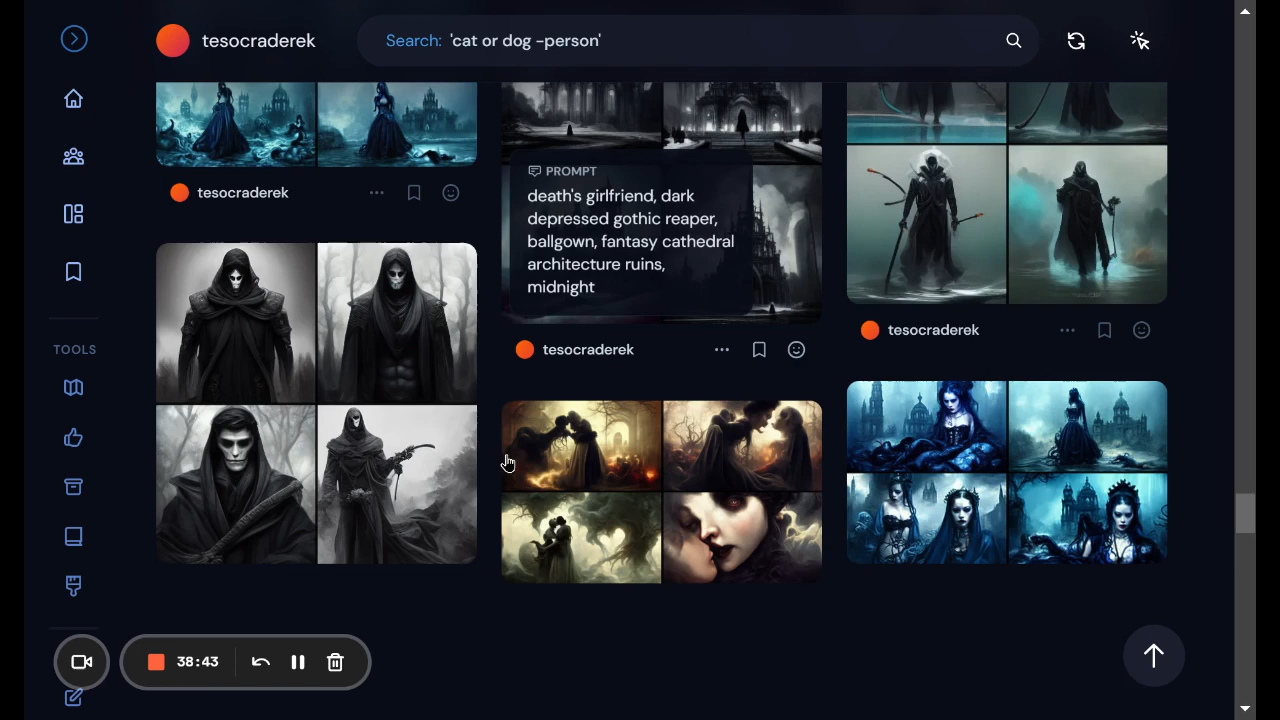 tesocraderek
Search: 'cat or dog -person'
tesocraderek
PROMPT
death's girlfriend, dark
depressed gothic reaper,
ballgown, fantasy cathedral
architecture ruins,
midnight
tesocraderek
tesocraderek
TOOLS
38:43